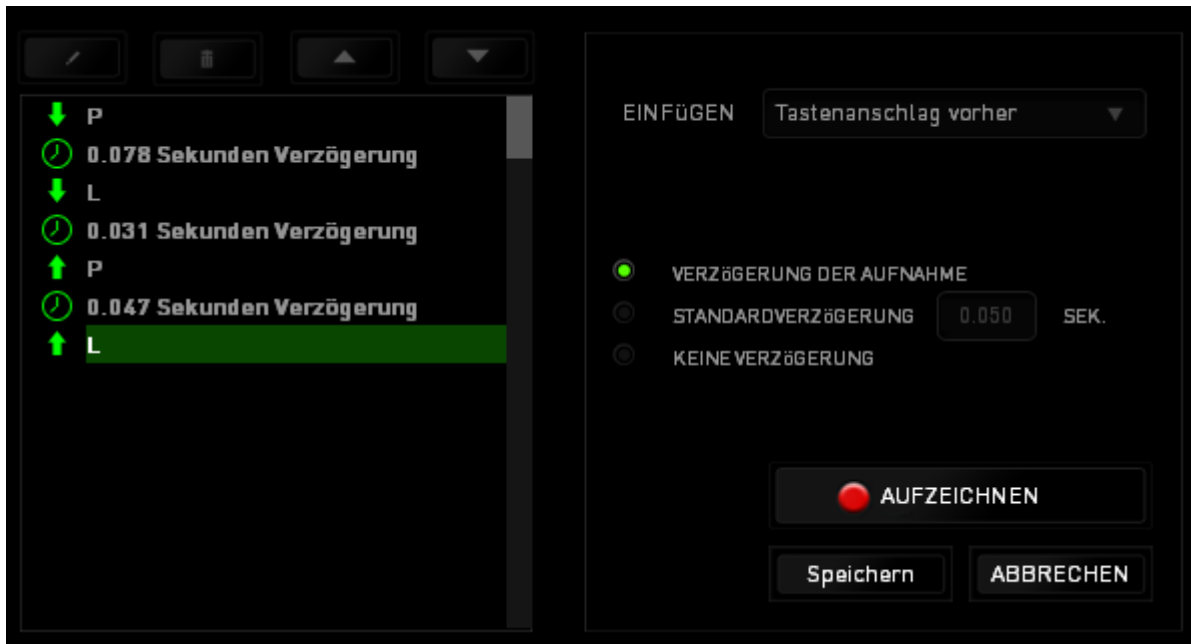 P
0.078 Sekunden Verzögerung
L
0.031 Sekunden Verzögerung
P
0.047 Sekunden Verzögerung
L
EINFüGEN Tastenanschlag vorher
VERZöGERUNG DER AUFNAHME
STANDARDVERZöGERUNG 0.050 SEK.
KEINE VERZöGERUNG
AUFZEICHNEN
Speichern ABBRECHEN